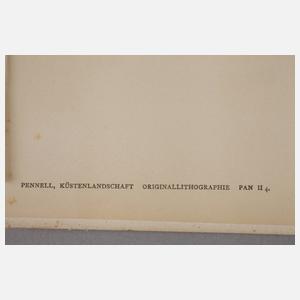 PENNELL, KÜSTENLANDSCHAFT ORIGINALLITHOGRAPHIE PAN II 4.